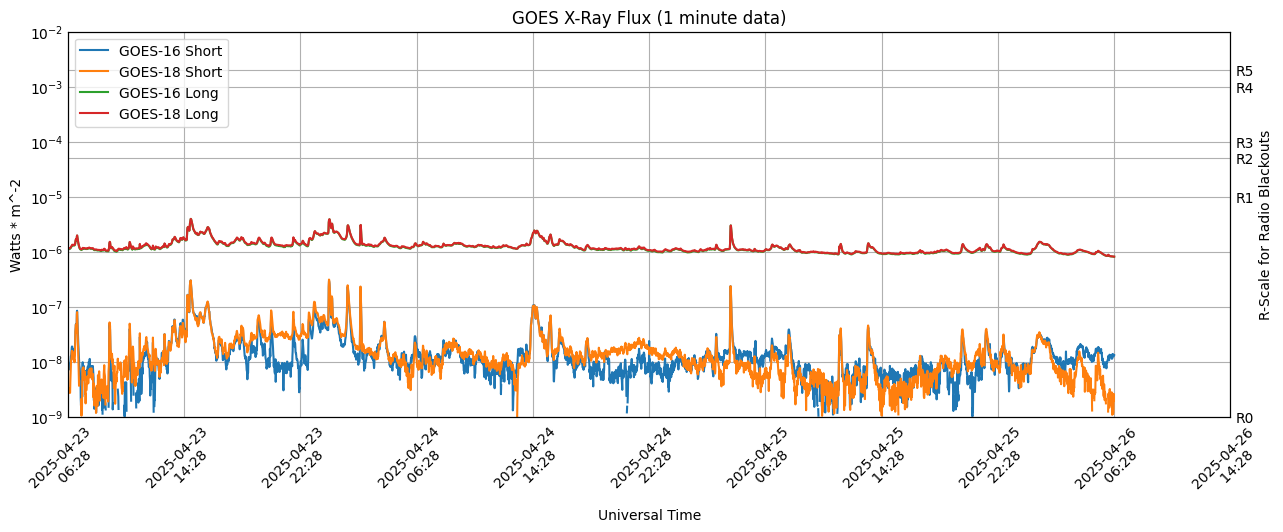 GOES X-Ray Flux (1 minute data)
GOES-16 Short
GOES-18 Short
GOES-16 Long
GOES-18 Long
10^-2
10^-3
10^-4
10^-5
10^-6
10^-7
10^-8
10^-9
Watts * m^-2
R5
R4
R3
R2
R1
R0
R-Scale for Radio Blackouts
2025-04-23
06:28
2025-04-23
14:28
2025-04-23
22:28
2025-04-24
06:28
2025-04-24
14:28
2025-04-24
22:28
2025-04-25
06:28
2025-04-25
14:28
2025-04-25
22:28
2025-04-26
06:28
2025-04-26
14:28
Universal Time